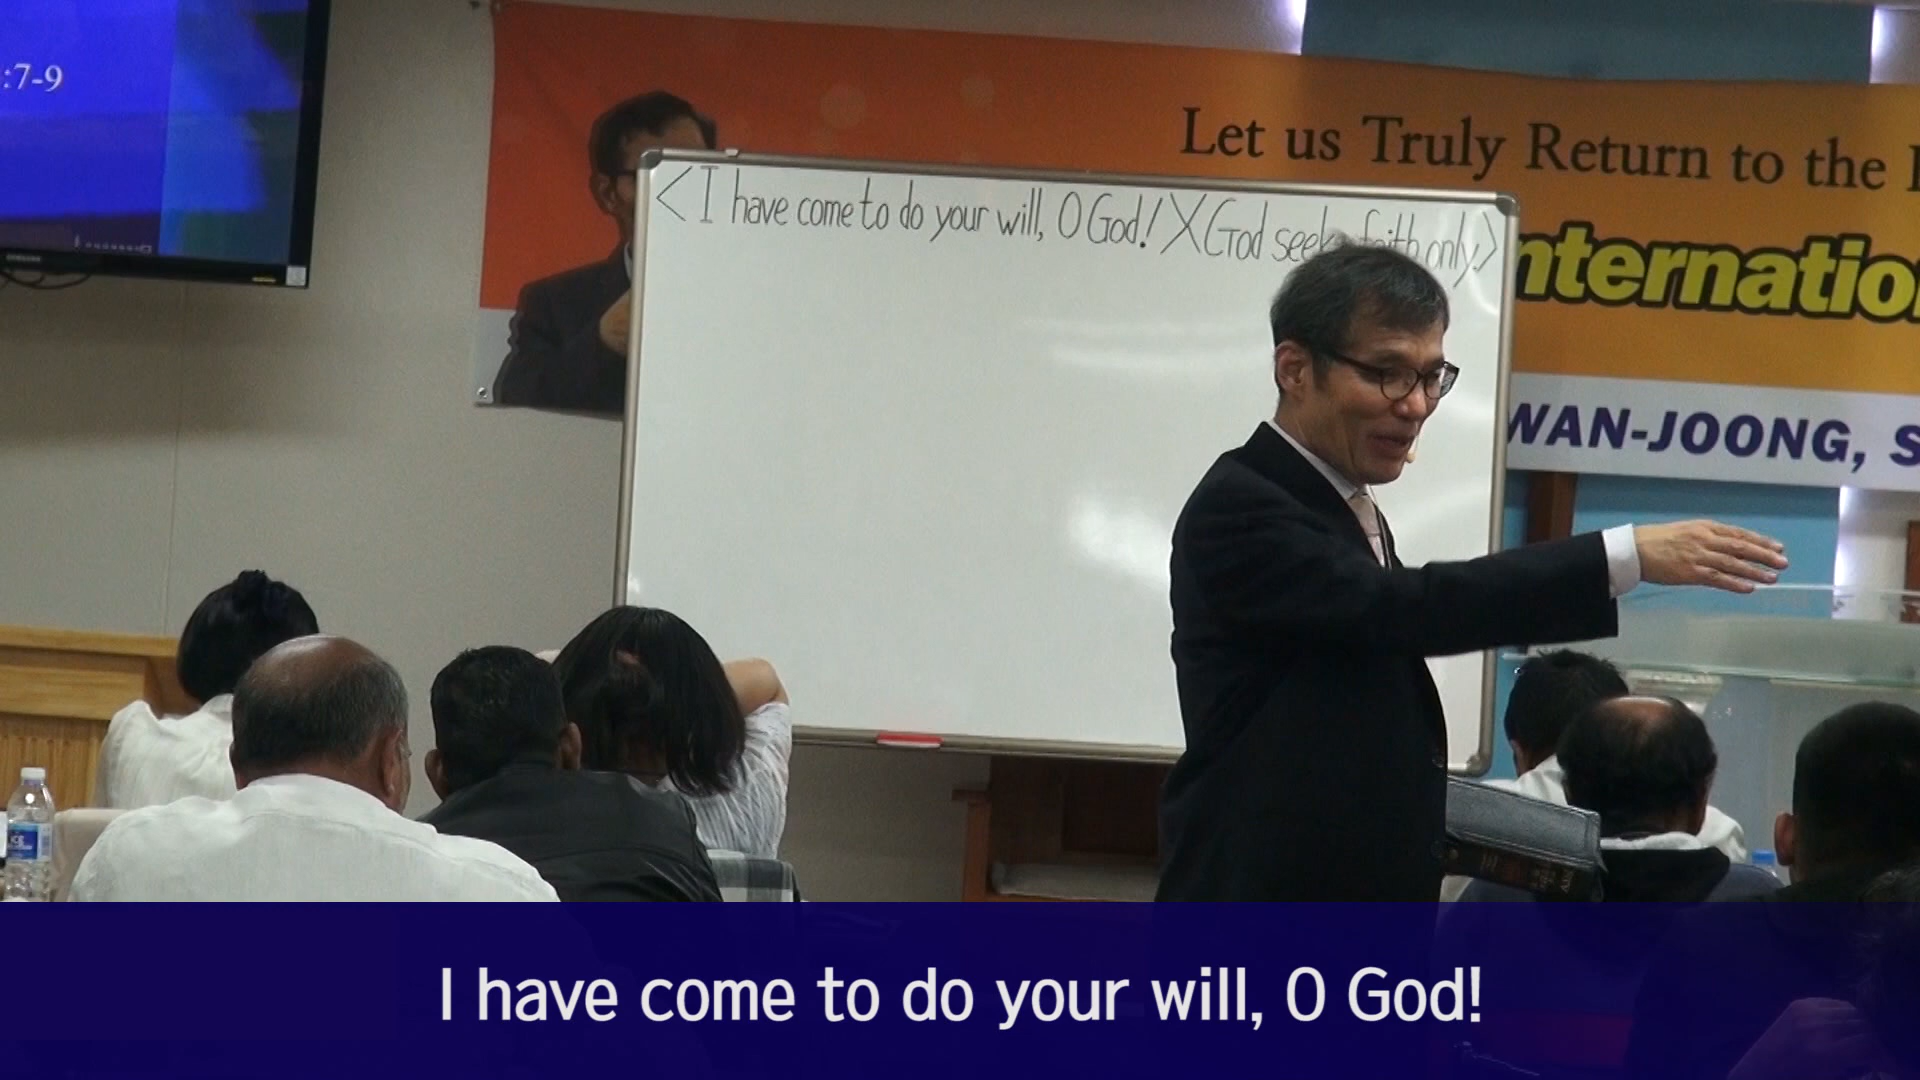 :7-9
Let us Truly Return to the
<I have come to do your will, O God! X God seeks faith only.>
nternatio
WAN-JOONG, S
SAMSUNG
I have come to do your will, O God!